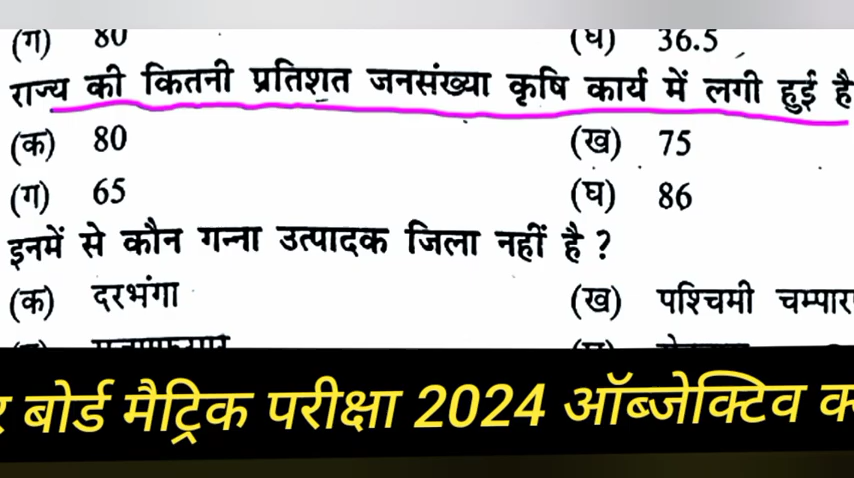 (ग) 80 (घ) 36.5
राज्य की कितनी प्रतिशत जनसंख्या कृषि कार्य में लगी हुई है
(क) 80 (ख) 75
(ग) 65 (घ) 86
इनमें से कौन गन्ना उत्पादक जिला नहीं है ?
(क) दरभंगा (ख) पश्चिमी चम्पार
बोर्ड मैट्रिक परीक्षा 2024 ऑब्जेक्टिव